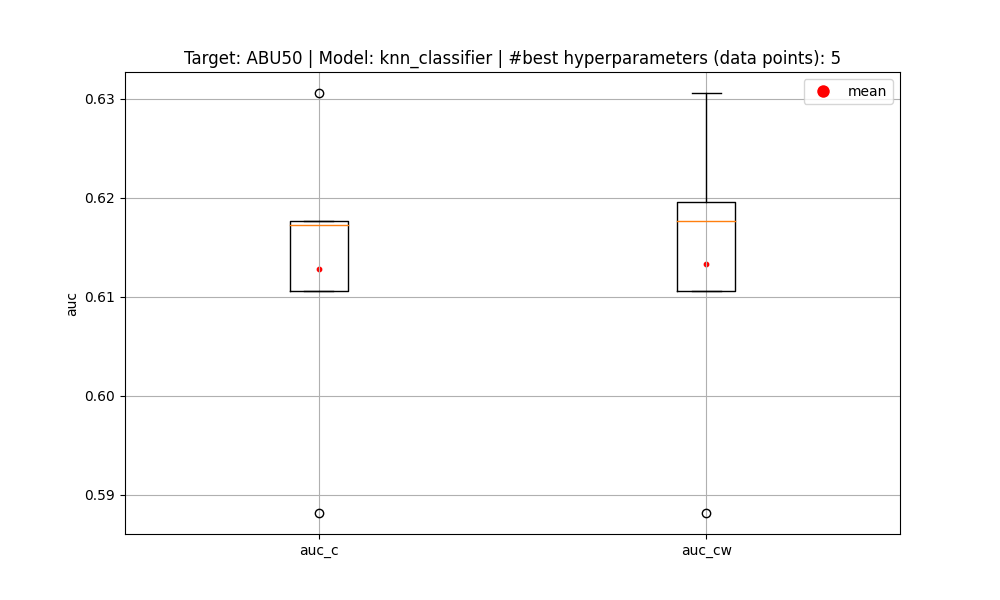 Target: ABU50 | Model: knn_classifier | #best hyperparameters (data points): 5
mean
0.63
0.62
0.61
0.60
0.59
auc
auc_c
auc_cw